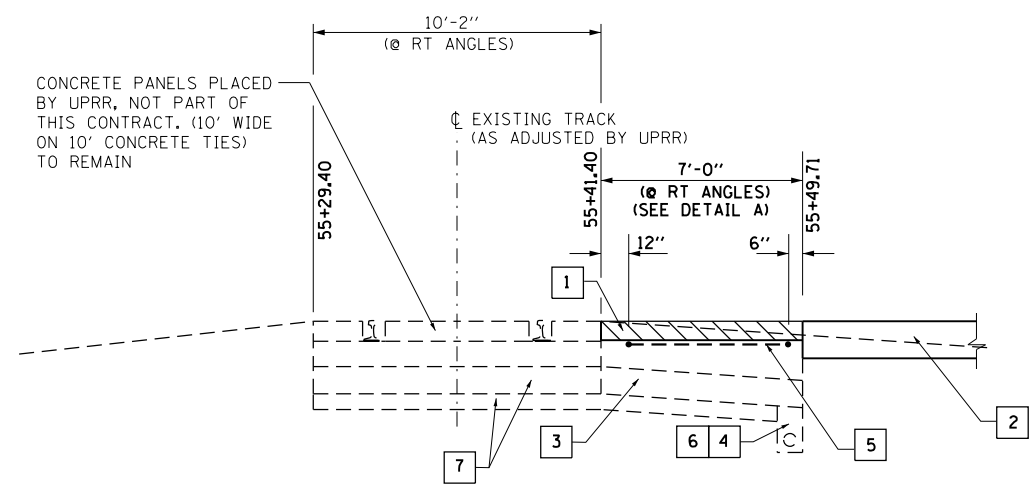 10'-2''
(@ RT ANGLES)
CONCRETE PANELS PLACED
BY UPRR, NOT PART OF
THIS CONTRACT. (10' WIDE
ON 10' CONCRETE TIES)
TO REMAIN
℄ EXISTING TRACK
(AS ADJUSTED BY UPRR)
55+29.40
55+41.40
7'-0''
(@ RT ANGLES)
(SEE DETAIL A)
55+49.71
12''
6''
1
2
3
6 4
5
7